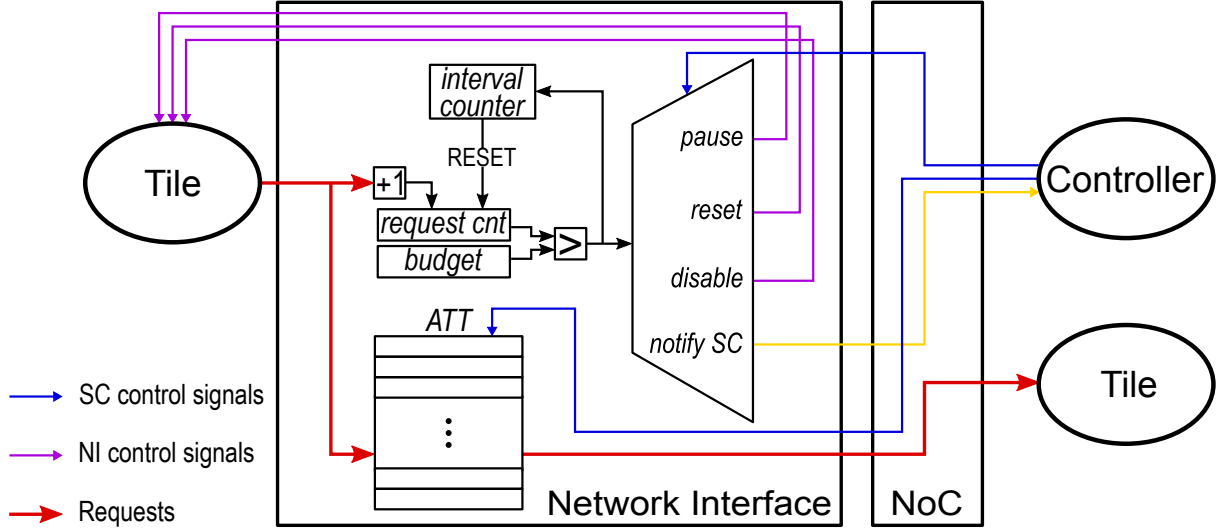 interval
counter
pause
RESET
Tile
+1
Controller
request cnt
>
reset
budget
disable
ATT
notify SC
Tile
SC control signals
NI control signals
Requests
Network Interface
NoC